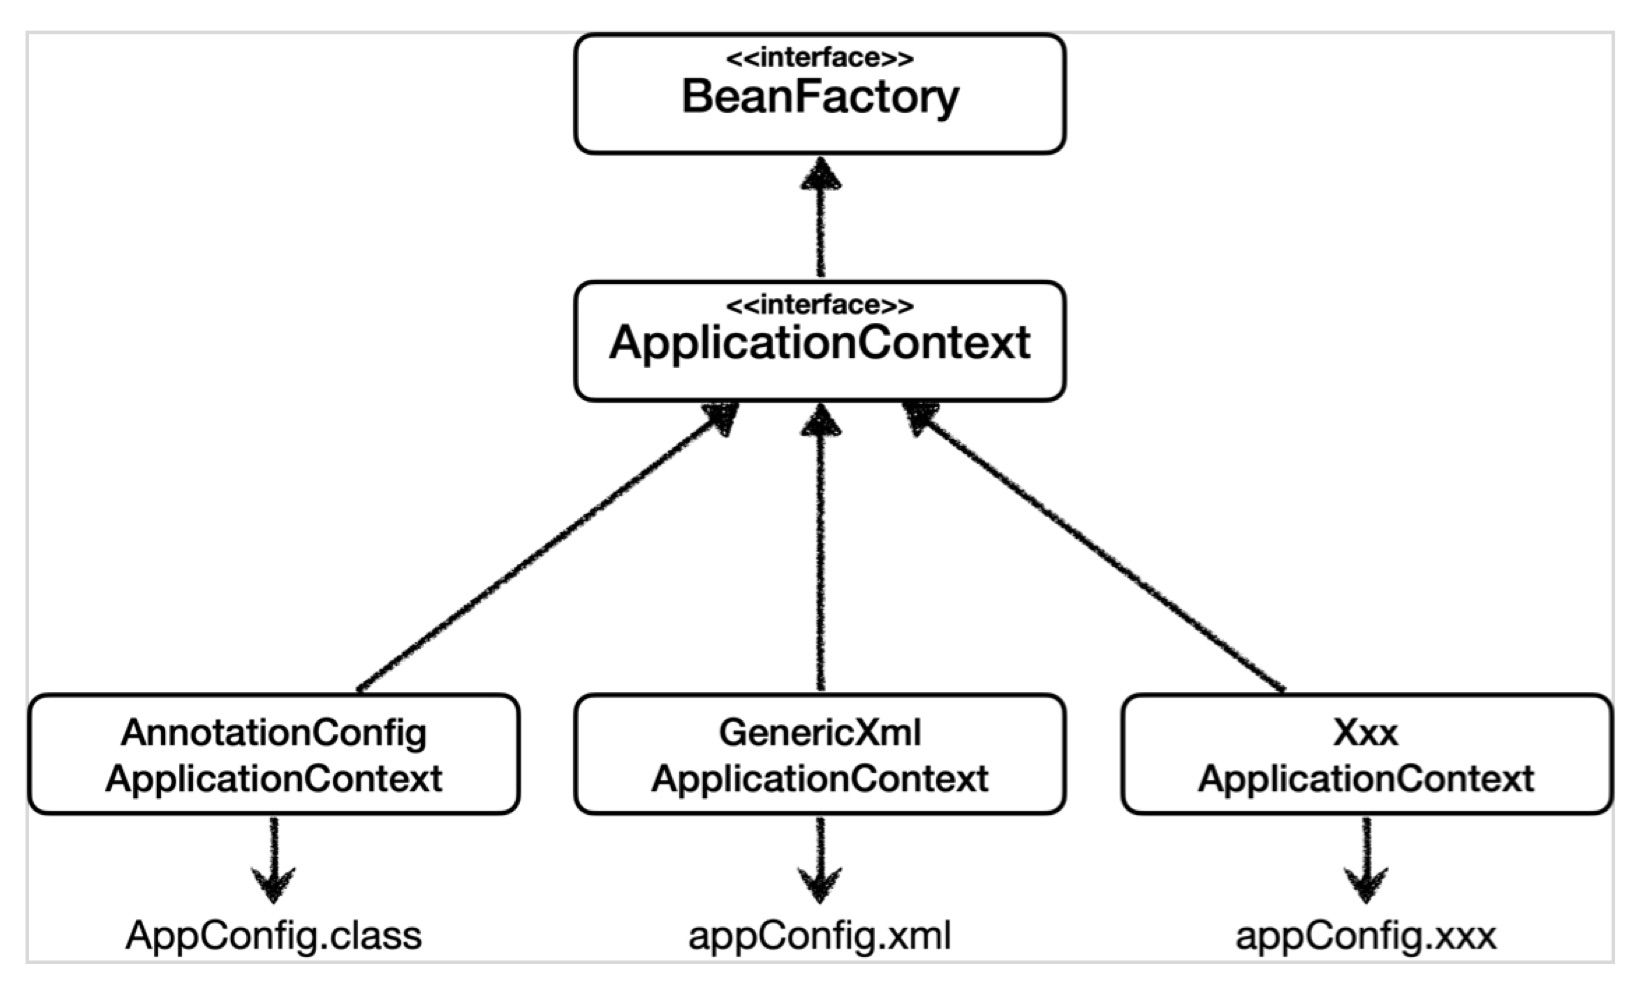 <<interface>>
BeanFactory
<<interface>>
ApplicationContext
AnnotationConfig
ApplicationContext
GenericXml
ApplicationContext
Xxx
ApplicationContext
AppConfig.class
appConfig.xml
appConfig.xxx